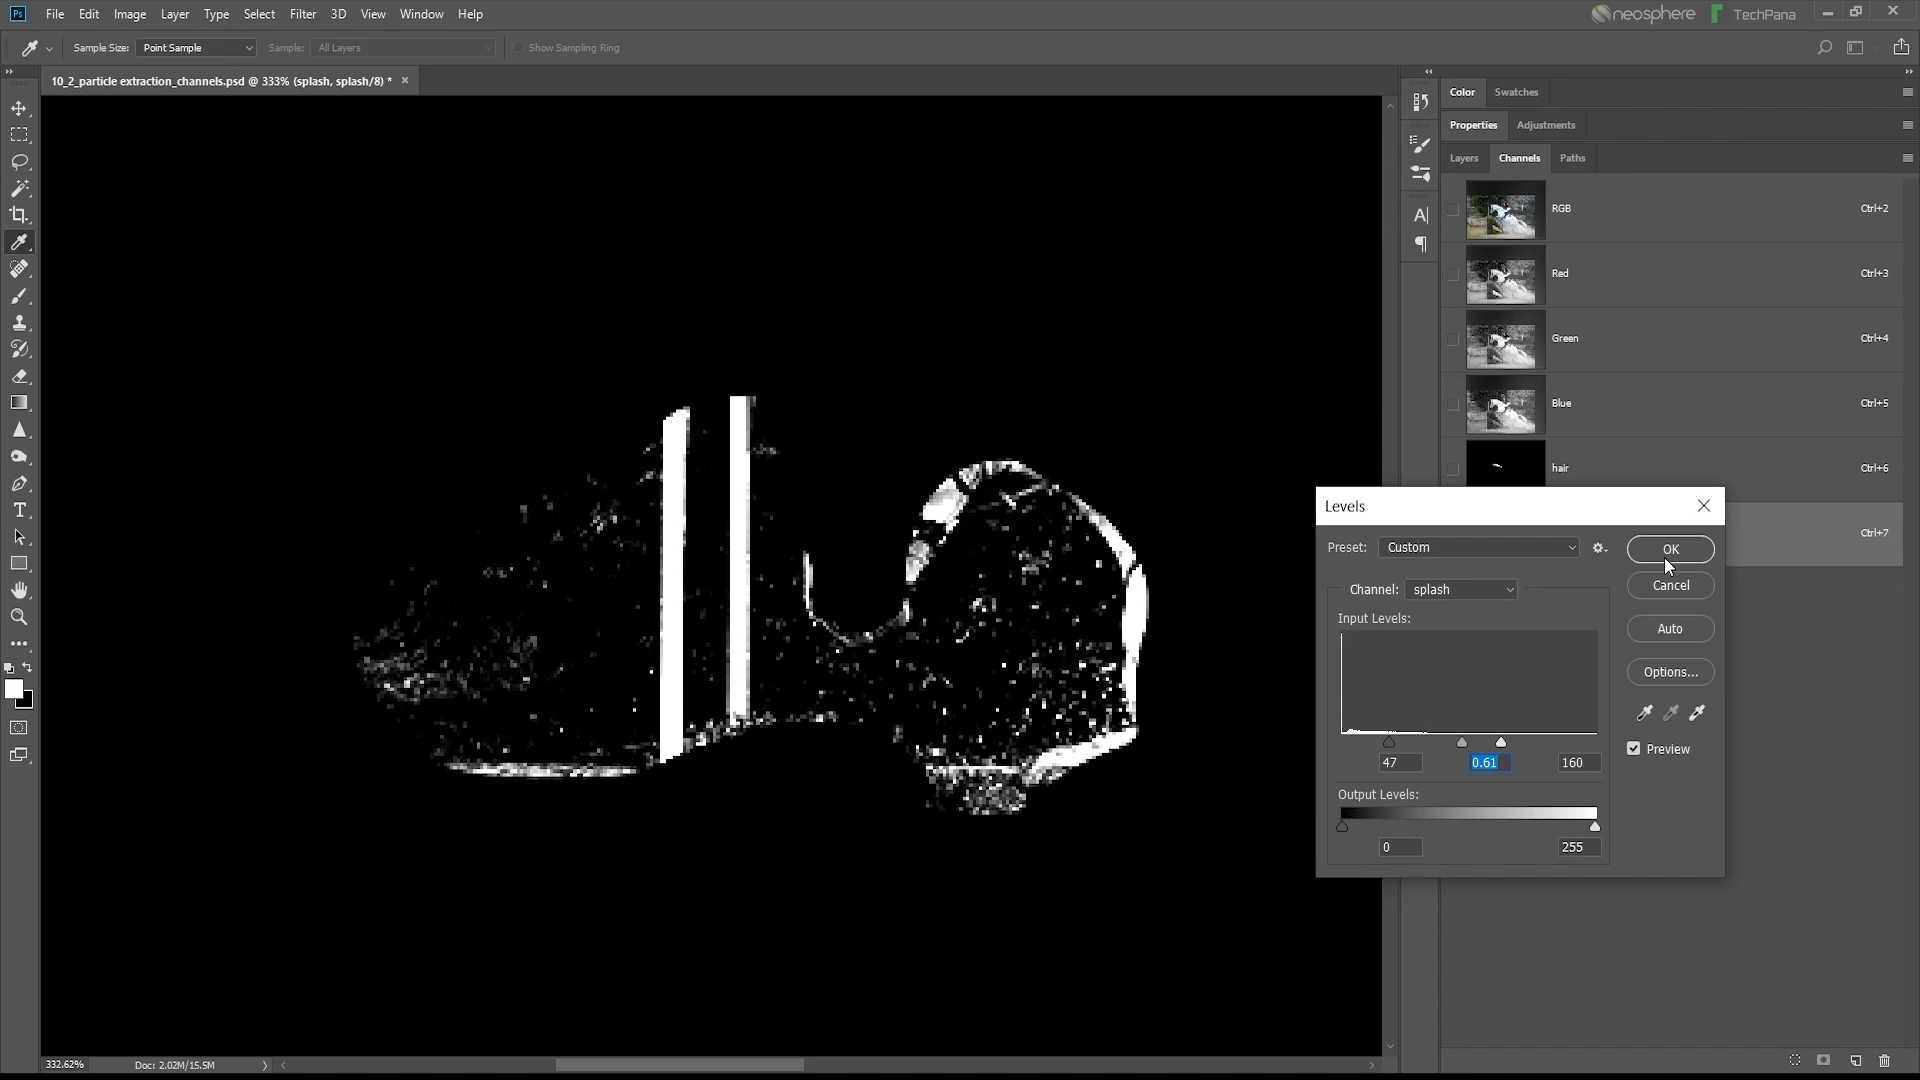 Ps File Edit Image Layer Type Select Filter 3D View Window Help
neosphere TechPana
Sample Size: Point Sample Sample: All Layers Show Sampling Ring
10_2_particle extraction_channels.psd @ 333% (splash, splash/8) *
Color Swatches
Properties Adjustments
Layers Channels Paths
RGB Ctrl+2
Red Ctrl+3
Green Ctrl+4
Blue Ctrl+5
hair Ctrl+6
Ctrl+7
Levels
Preset: Custom
OK
Cancel
Channel: splash
Input Levels:
Auto
Options...
Preview
47 0.61 160
Output Levels:
0 255
332.62% Doc: 2.02M/15.5M